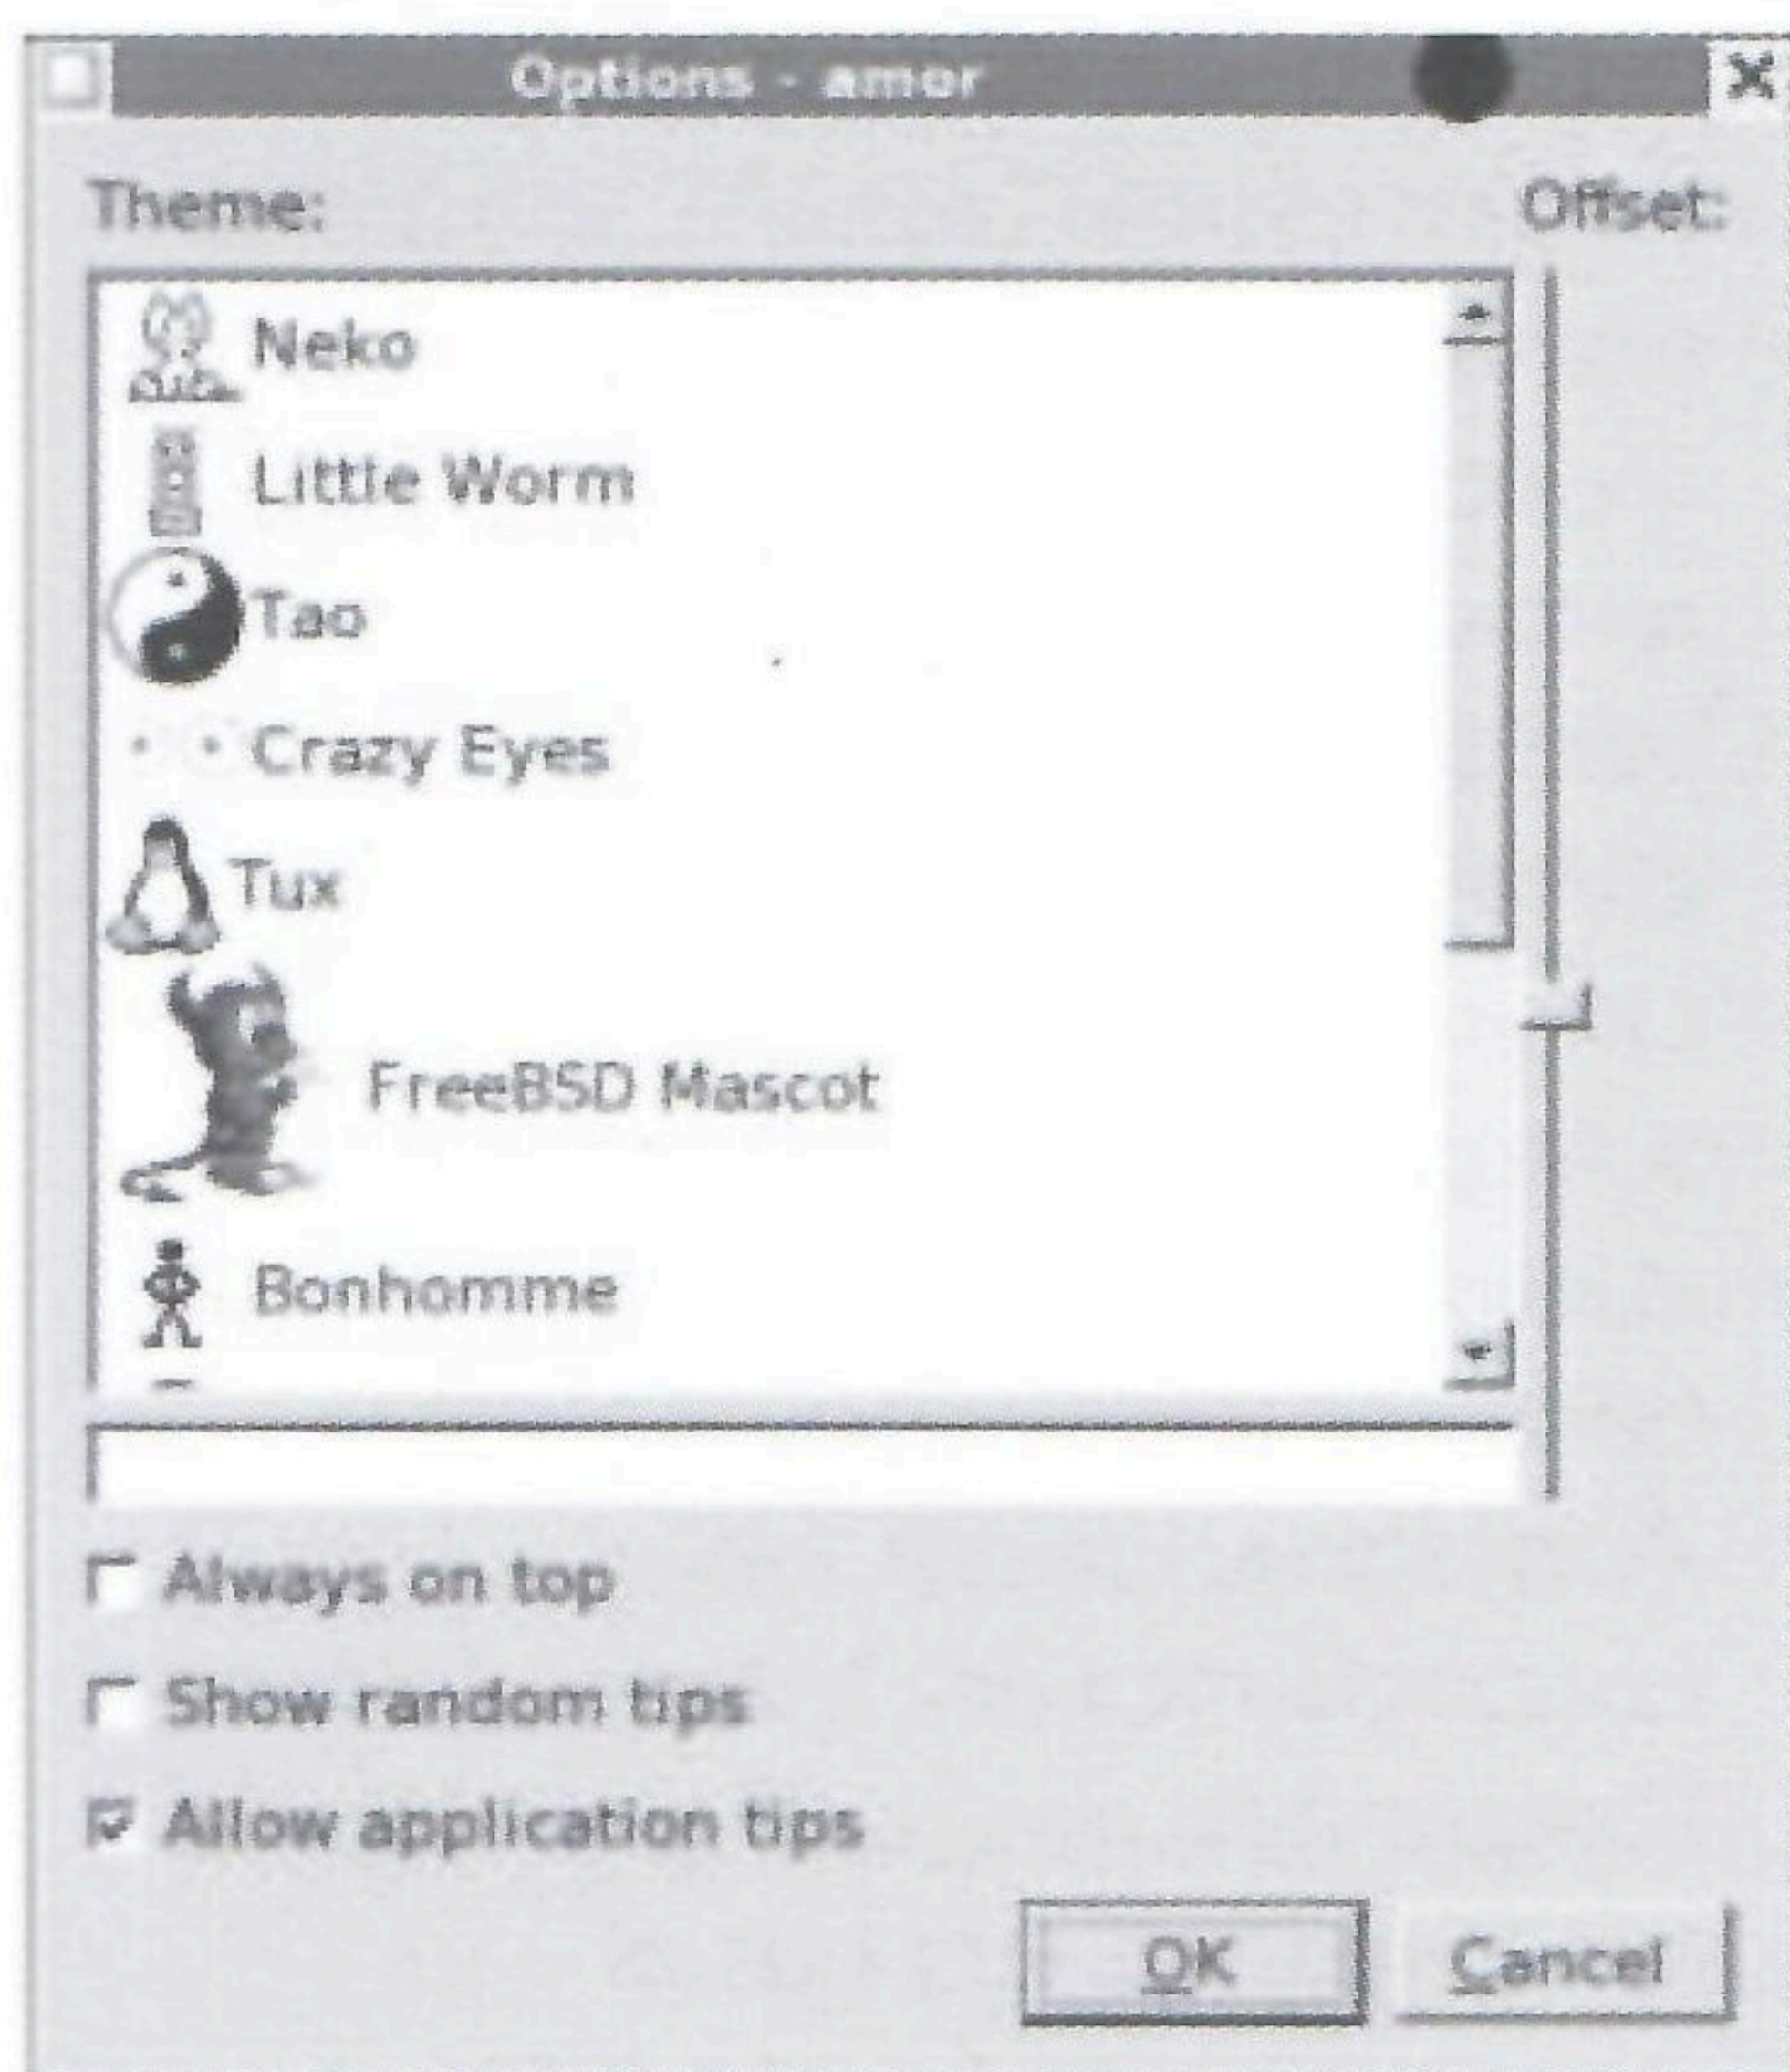 Options - amor
Theme:
Offset:
Neko
Little Worm
Tao
Crazy Eyes
Tux
FreeBSD Mascot
Bonhomme
Always on top
Show random tips
Allow application tips
OK
Cancel